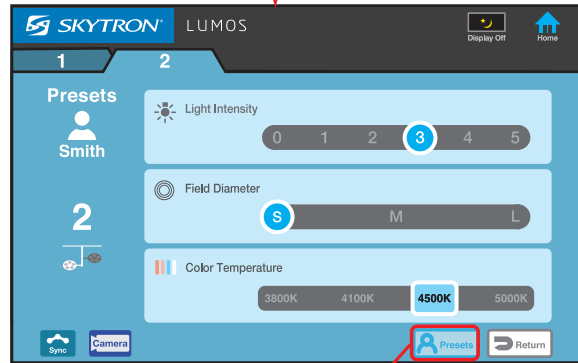 SKYTRON® LUMOS
Display Off
Home
1 2
Presets
Smith
Light Intensity
0 1 2 3 4 5
Field Diameter
S M L
2
Color Temperature
3800K 4100K 4500K 5000K
Sync
Camera
Presets
Return